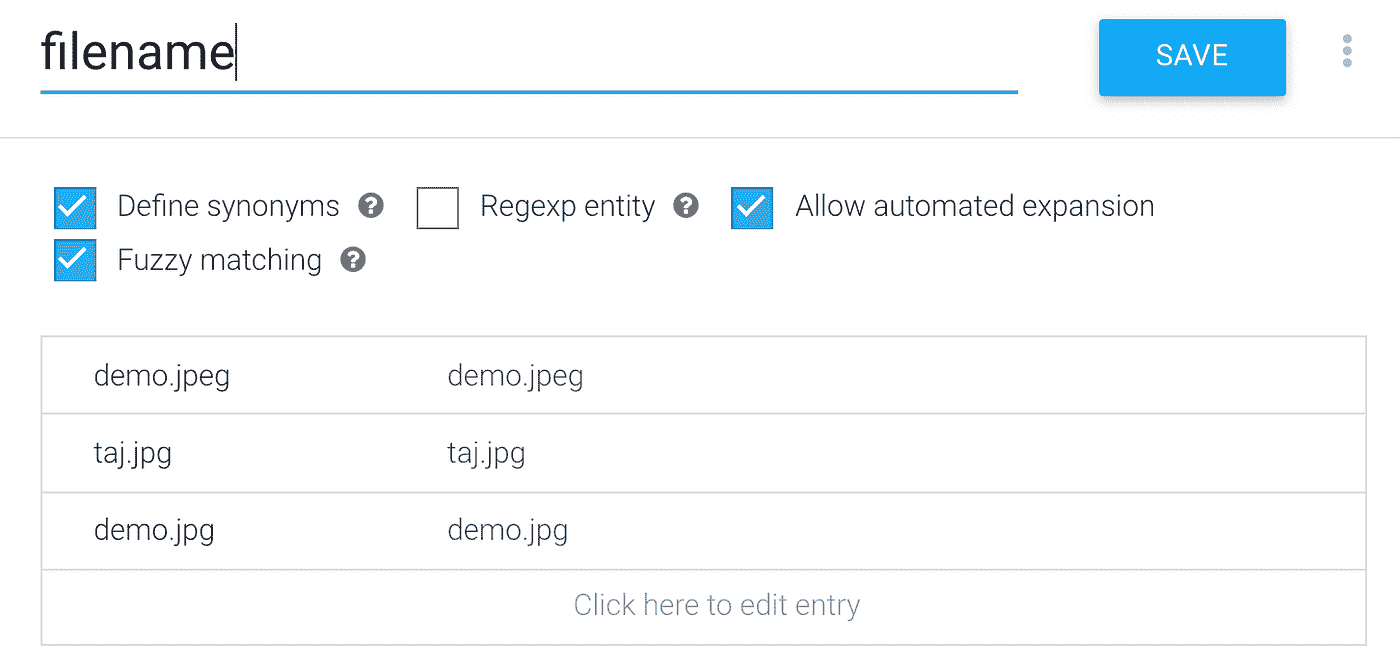 filename
SAVE
Define synonyms ? Regexp entity ? Allow automated expansion
Fuzzy matching ?
demo.jpeg demo.jpeg
taj.jpg taj.jpg
demo.jpg demo.jpg
Click here to edit entry